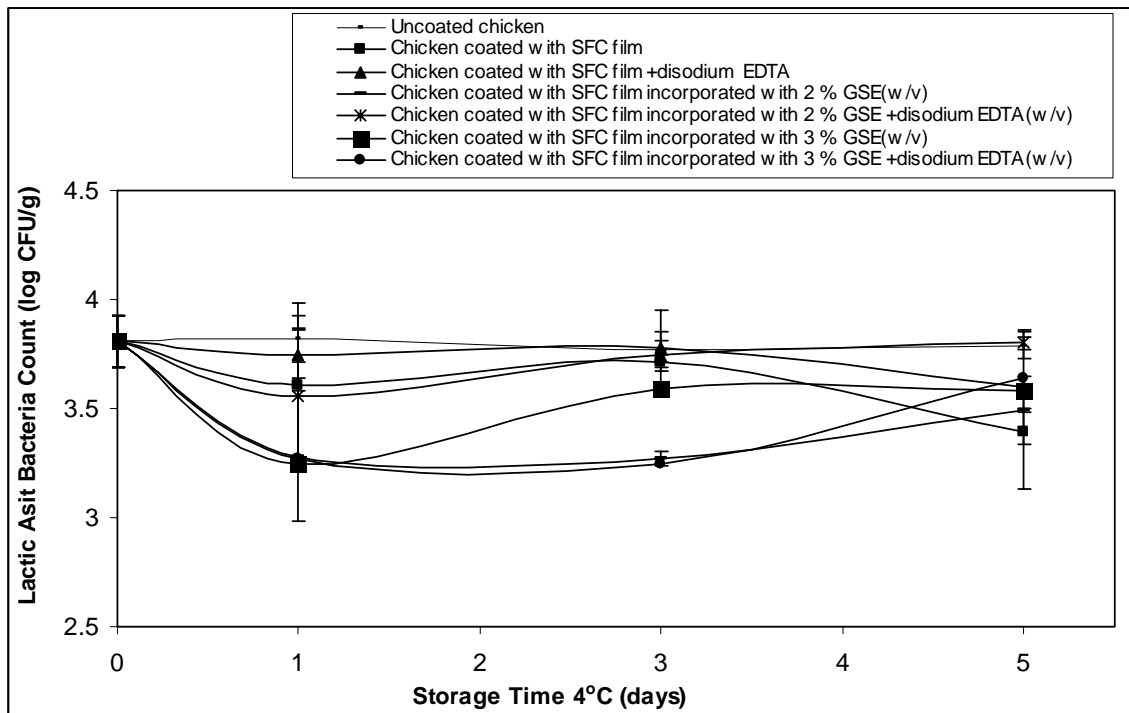 Uncoated chicken
Chicken coated with SFC film
Chicken coated with SFC film +disodium EDTA
Chicken coated with SFC film incorporated with 2 % GSE(w/v)
Chicken coated with SFC film incorporated with 2 % GSE +disodium EDTA(w/v)
Chicken coated with SFC film incorporated with 3 % GSE(w/v)
Chicken coated with SFC film incorporated with 3 % GSE +disodium EDTA(w/v)
Lactic Asit Bacteria Count (log CFU/g)
4.5
4
3.5
3
2.5
0 1 2 3 4 5
Storage Time 4°C (days)